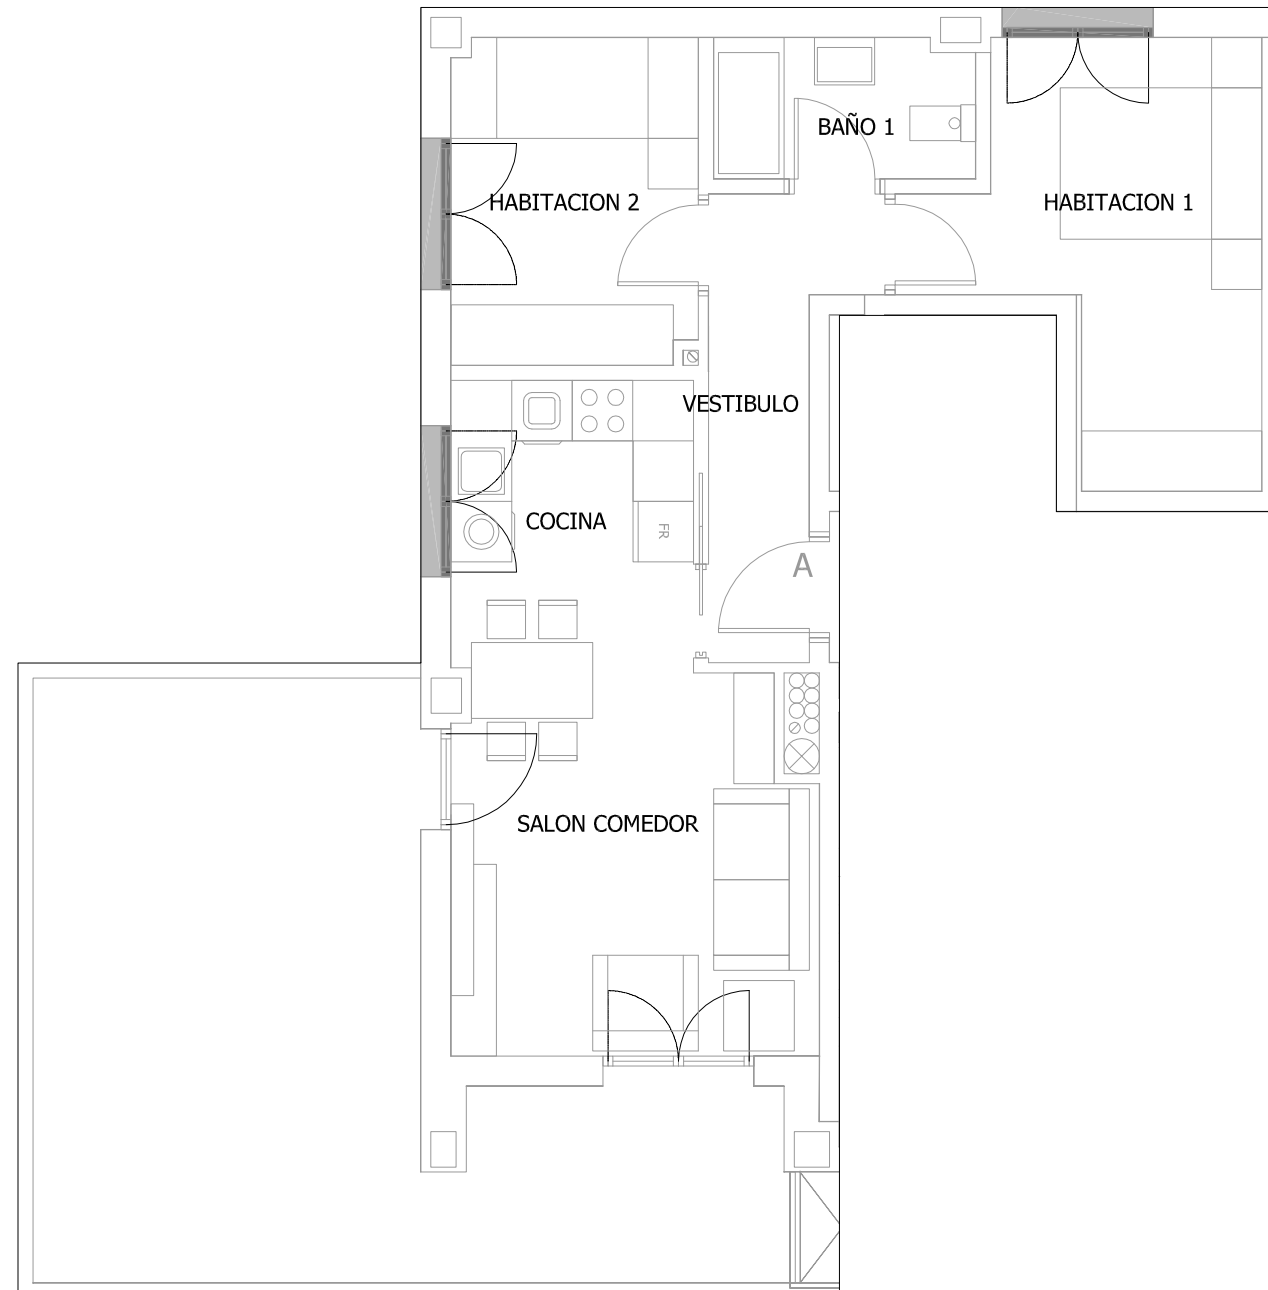 BAÑO 1
HABITACION 2
HABITACION 1
VESTIBULO
COCINA
FR
A
SALON COMEDOR